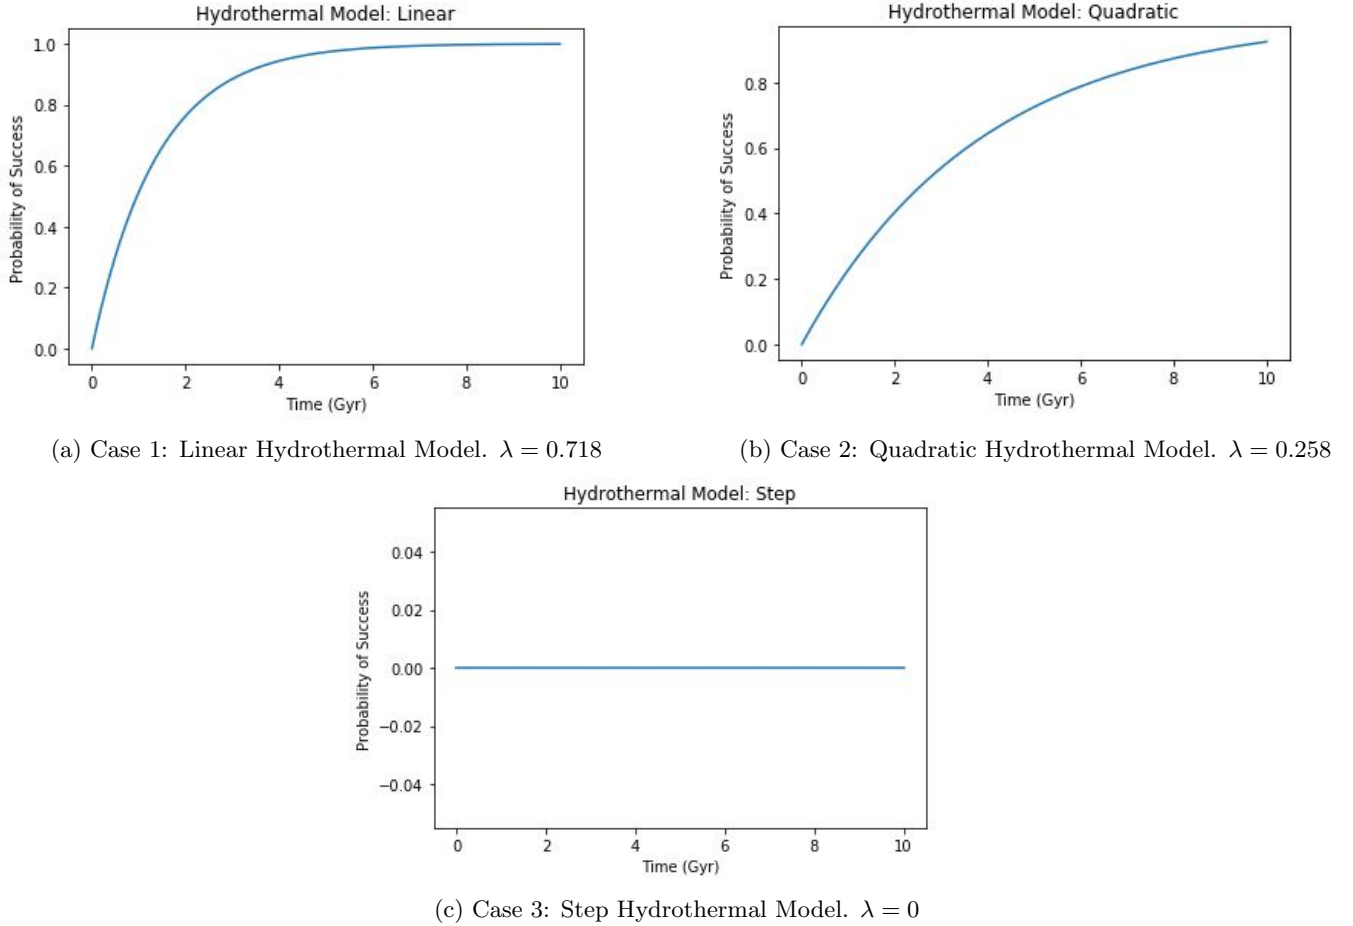 Hydrothermal Model: Linear
1.0
0.8
0.6
0.4
0.2
0.0
Probability of Success
0 2 4 6 8 10
Time (Gyr)
(a) Case 1: Linear Hydrothermal Model. λ = 0.718
Hydrothermal Model: Quadratic
0.8
0.6
0.4
0.2
0.0
Probability of Success
0 2 4 6 8 10
Time (Gyr)
(b) Case 2: Quadratic Hydrothermal Model. λ = 0.258
Hydrothermal Model: Step
0.04
0.02
0.00
−0.02
−0.04
Probability of Success
0 2 4 6 8 10
Time (Gyr)
(c) Case 3: Step Hydrothermal Model. λ = 0